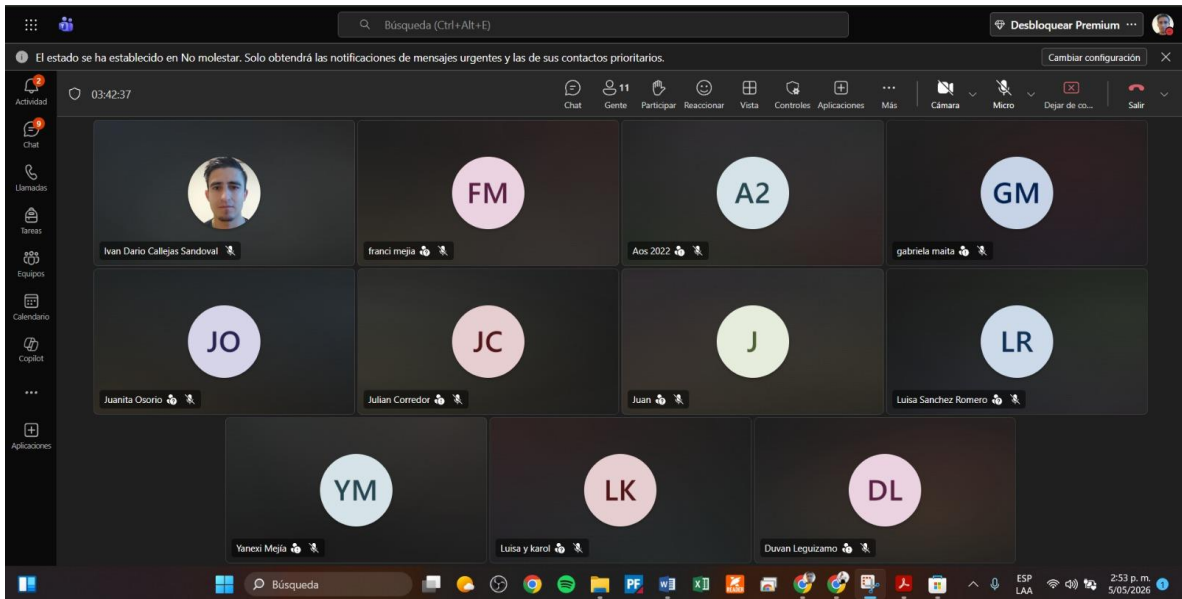 Búsqueda (Ctrl+Alt+E)
Desbloquear Premium ···
El estado se ha establecido en No molestar. Solo obtendrá las notificaciones de mensajes urgentes y las de sus contactos prioritarios.
Cambiar configuración
2
Actividad
9
Chat
Llamadas
Tareas
Equipos
Calendario
Copilot
Aplicaciones
03:42:37
Chat
11
Gente
Participar
Reaccionar
Vista
Controles
Aplicaciones
Más
Cámara
Micro
Dejar de co...
Salir
Ivan Dario Callejas Sandoval
FM
franci mejia
A2
Aos 2022
GM
gabriela maita
JO
Juanita Osorio
JC
Julian Corredor
J
Juan
LR
Luisa Sanchez Romero
YM
Yanexi Mejía
LK
Luisa y karol
DL
Duvan Leguizamo
Búsqueda
PF
ESP
LAA
2:53 p. m.
5/05/2026
1